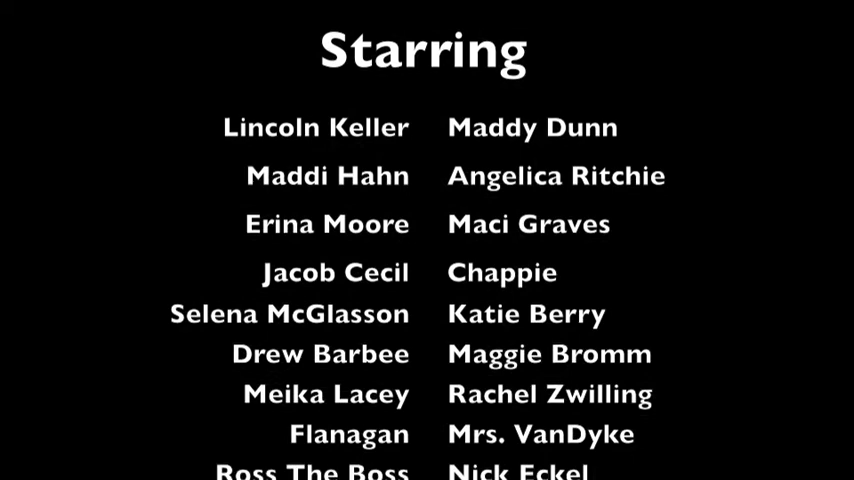 Starring
Lincoln Keller Maddy Dunn
Maddi Hahn Angelica Ritchie
Erina Moore Maci Graves
Jacob Cecil Chappie
Selena McGlasson Katie Berry
Drew Barbee Maggie Bromm
Meika Lacey Rachel Zwilling
Flanagan Mrs. VanDyke
Ross The Boss Nick Eckel